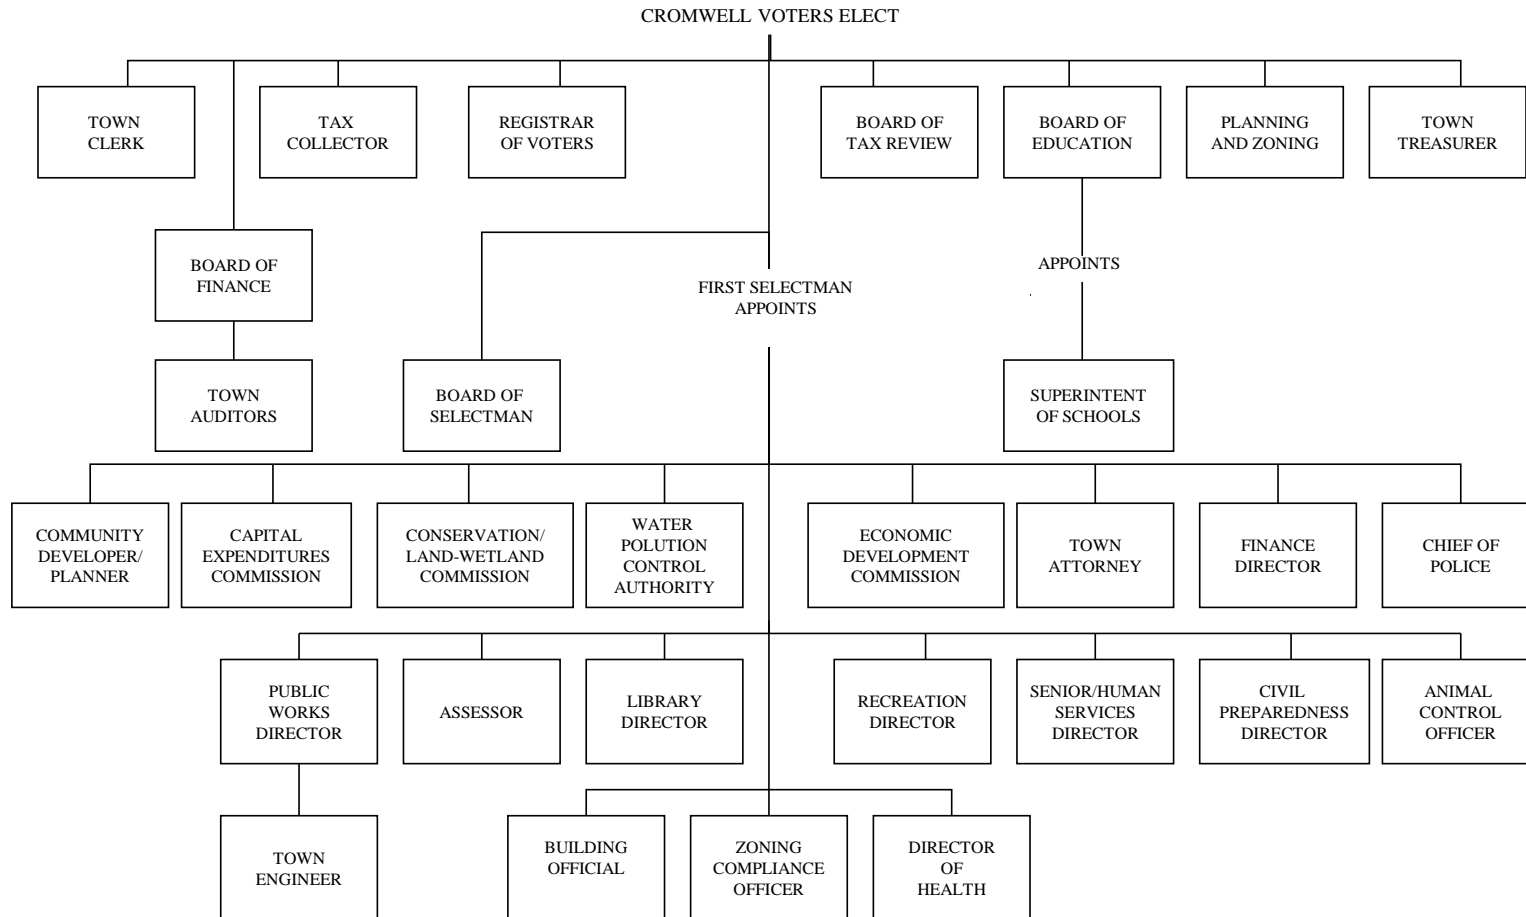 CROMWELL VOTERS ELECT
TOWN
CLERK
TAX
COLLECTOR
REGISTRAR
OF VOTERS
BOARD OF
TAX REVIEW
BOARD OF
EDUCATION
PLANNING
AND ZONING
TOWN
TREASURER
BOARD OF
FINANCE
FIRST SELECTMAN
APPOINTS
APPOINTS
TOWN
AUDITORS
BOARD OF
SELECTMAN
SUPERINTENT
OF SCHOOLS
COMMUNITY
DEVELOPER/
PLANNER
CAPITAL
EXPENDITURES
COMMISSION
CONSERVATION/
LAND-WETLAND
COMMISSION
WATER
POLUTION
CONTROL
AUTHORITY
ECONOMIC
DEVELOPMENT
COMMISSION
TOWN
ATTORNEY
FINANCE
DIRECTOR
CHIEF OF
POLICE
PUBLIC
WORKS
DIRECTOR
ASSESSOR
LIBRARY
DIRECTOR
RECREATION
DIRECTOR
SENIOR/HUMAN
SERVICES
DIRECTOR
CIVIL
PREPAREDNESS
DIRECTOR
ANIMAL
CONTROL
OFFICER
TOWN
ENGINEER
BUILDING
OFFICIAL
ZONING
COMPLIANCE
OFFICER
DIRECTOR
OF
HEALTH